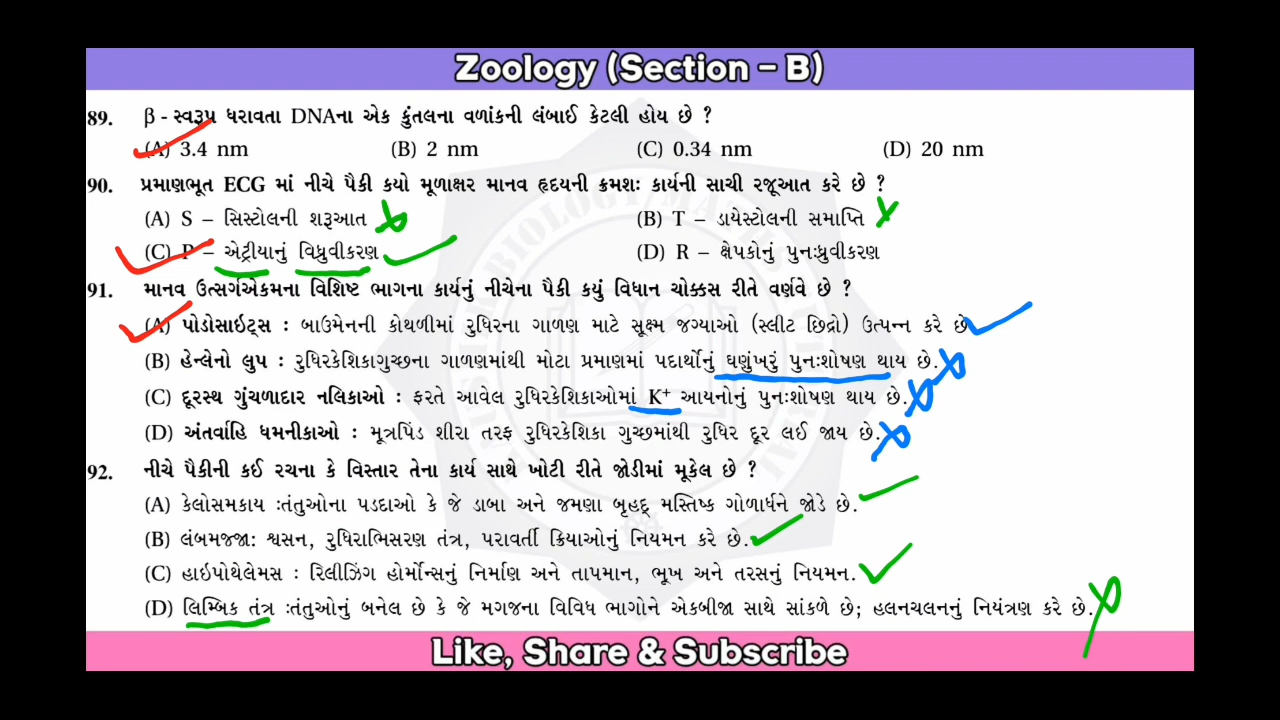 Zoology (Section – B)
89. β - સ્વરૂપ ધરાવતા DNAના એક કુંતલના વળાંકની લંબાઈ કેટલી હોય છે ?
(A) 3.4 nm (B) 2 nm (C) 0.34 nm (D) 20 nm
90. પ્રમાણભૂત ECG માં નીચે પૈકી કયો મૂળાક્ષર માનવ હૃદયની ક્રમશઃ કાર્યની સાચી રજૂઆત કરે છે ?
(A) S – સિસ્ટોલની શરૂઆત (B) T – ડાયેસ્ટોલની સમાપ્તિ
(C) P – એટ્રીયાનું વિધ્રુવીકરણ (D) R – ક્ષેપકોનું પુનઃધ્રુવીકરણ
91. માનવ ઉત્સર્ગએકમના વિશિષ્ટ ભાગના કાર્યનું નીચેના પૈકી કયું વિધાન ચોક્કસ રીતે વર્ણવે છે ?
(A) પોડોસાઇટ્સ : બાઉમેનની કોથળીમાં રુધિરના ગાળણ માટે સૂક્ષ્મ જગ્યાઓ (સ્લીટ છિદ્રો) ઉત્પન્ન કરે છે
(B) હેન્લેનો લુપ : રુધિરકેશિકાગુચ્છના ગાળણમાંથી મોટા પ્રમાણમાં પદાર્થોનું ઘણુંખરું પુનઃશોષણ થાય છે.
(C) દૂરસ્થ ગુંચળાદાર નલિકાઓ : ફરતે આવેલ રુધિરકેશિકાઓમાં K⁺ આયનોનું પુનઃશોષણ થાય છે.
(D) અંતર્વાહિ ધમનીકાઓ : મૂત્રપિંડ શીરા તરફ રુધિરકેશિકા ગુચ્છમાંથી રુધિર દૂર લઈ જાય છે.
92. નીચે પૈકીની કઈ રચના કે વિસ્તાર તેના કાર્ય સાથે ખોટી રીતે જોડીમાં મૂકેલ છે ?
(A) કેલોસમકાય :તંતુઓના પડદાઓ કે જે ડાબા અને જમણા બૃહદ્ મસ્તિષ્ક ગોળાર્ધને જોડે છે.
(B) લંબમજ્જા: શ્વસન, રુધિરાભિસરણ તંત્ર, પરાવર્તી ક્રિયાઓનું નિયમન કરે છે.
(C) હાઇપોથેલેમસ : રિલીઝિંગ હોર્મોન્સનું નિર્માણ અને તાપમાન, ભૂખ અને તરસનું નિયમન.
(D) લિમ્બિક તંત્ર :તંતુઓનું બનેલ છે કે જે મગજના વિવિધ ભાગોને એકબીજા સાથે સાંકળે છે; હલનચલનનું નિયંત્રણ કરે છે.
Like, Share & Subscribe